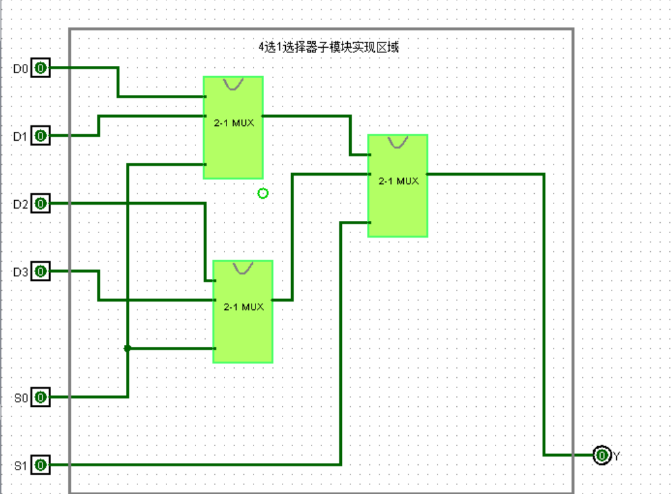 4选1选择器子模块实现区域
D0 0
D1 0
2-1 MUX
2-1 MUX
D2 0
D3 0
2-1 MUX
S0 0
S1 0
0 Y